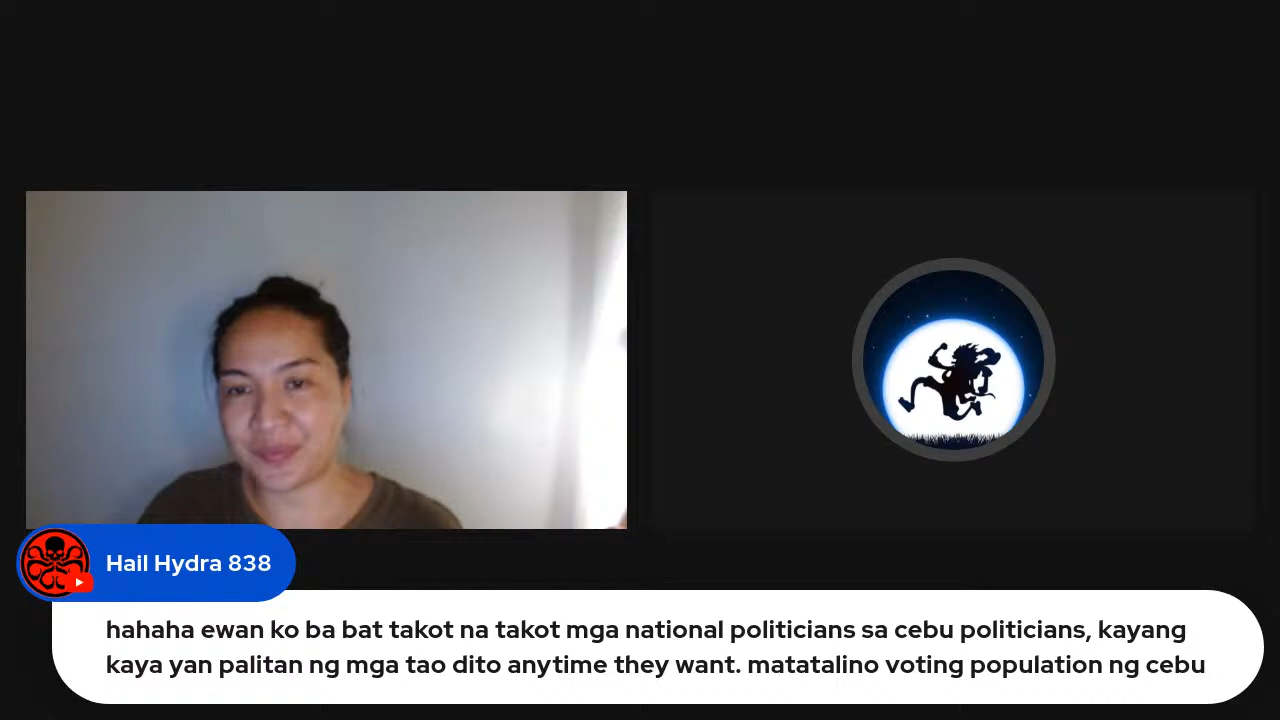 Hail Hydra 838
hahaha ewan ko ba bat takot na takot mga national politicians sa cebu politicians, kayang
kaya yan palitan ng mga tao dito anytime they want. matatalino voting population ng cebu